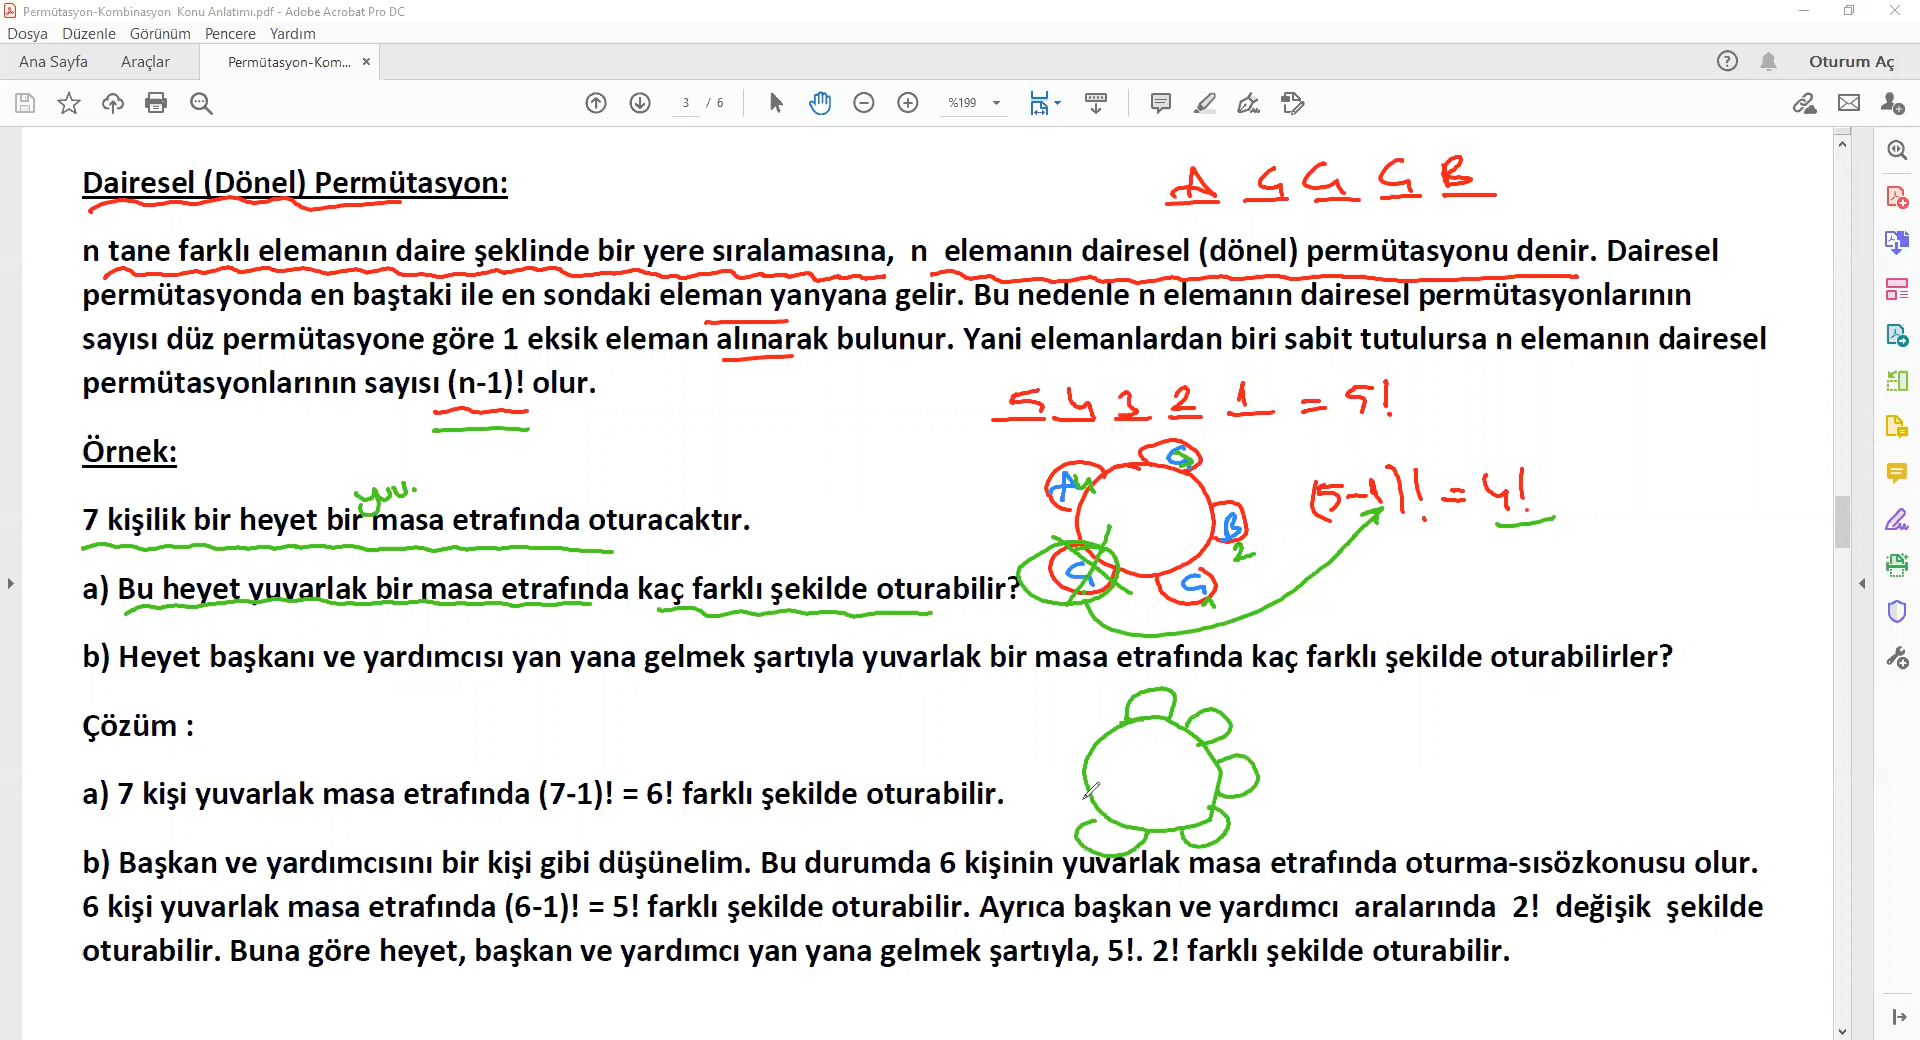 Permütasyon-Kombinasyon Konu Anlatımı.pdf - Adobe Acrobat Pro DC
Dosya Düzenle Görünüm Pencere Yardım
Ana Sayfa Araçlar Permütasyon-Kom... × Oturum Aç
3 / 6 %199
A G G G B
Dairesel (Dönel) Permütasyon:
n tane farklı elemanın daire şeklinde bir yere sıralamasına, n elemanın dairesel (dönel) permütasyonu denir. Dairesel
permütasyonda en baştaki ile en sondaki eleman yanyana gelir. Bu nedenle n elemanın dairesel permütasyonlarının
sayısı düz permütasyone göre 1 eksik eleman alınarak bulunur. Yani elemanlardan biri sabit tutulursa n elemanın dairesel
permütasyonlarının sayısı (n-1)! olur.
5 4 3 2 1 = 5!
Örnek:
(5-1)! = 4!
yuv.
7 kişilik bir heyet bir masa etrafında oturacaktır.
B
2
G
a) Bu heyet yuvarlak bir masa etrafında kaç farklı şekilde oturabilir?
b) Heyet başkanı ve yardımcısı yan yana gelmek şartıyla yuvarlak bir masa etrafında kaç farklı şekilde oturabilirler?
Çözüm :
a) 7 kişi yuvarlak masa etrafında (7-1)! = 6! farklı şekilde oturabilir.
b) Başkan ve yardımcısını bir kişi gibi düşünelim. Bu durumda 6 kişinin yuvarlak masa etrafında oturma-sısözkonusu olur.
6 kişi yuvarlak masa etrafında (6-1)! = 5! farklı şekilde oturabilir. Ayrıca başkan ve yardımcı aralarında 2! değişik şekilde
oturabilir. Buna göre heyet, başkan ve yardımcı yan yana gelmek şartıyla, 5!. 2! farklı şekilde oturabilir.